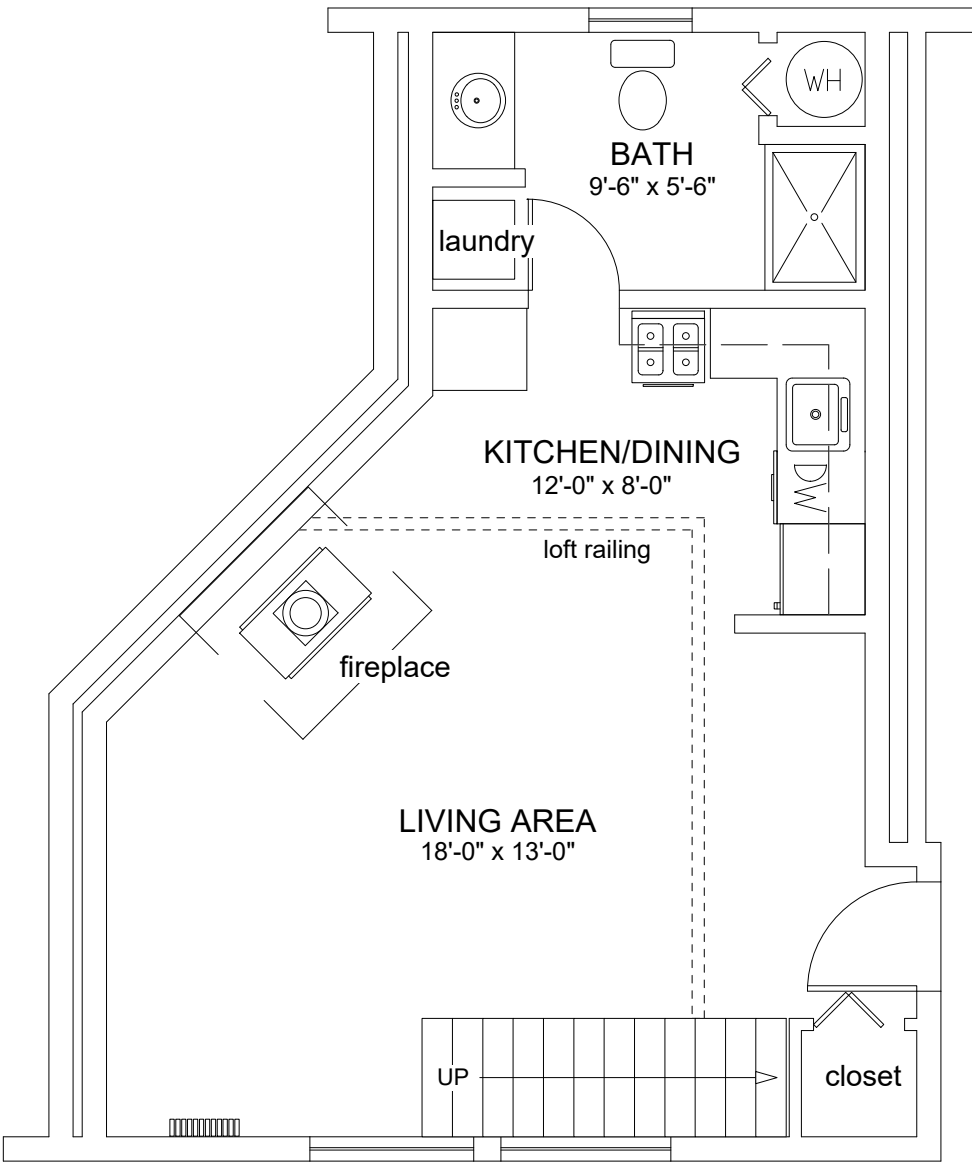 WH
BATH
9'-6" x 5'-6"
laundry
KITCHEN/DINING
12'-0" x 8'-0"
DW
loft railing
fireplace
LIVING AREA
18'-0" x 13'-0"
UP
closet